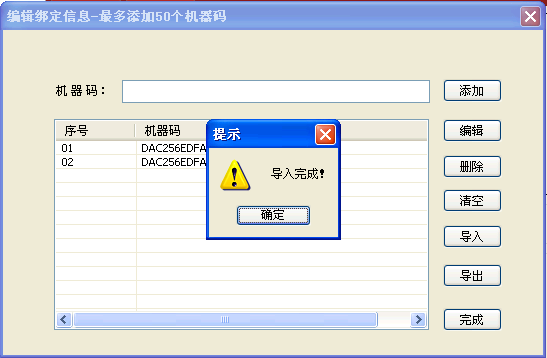 编辑绑定信息-最多添加50个机器码
机器码：
添加
序号 机器码
01 DAC256EDFA
02 DAC256EDFA
提示
导入完成!
确定
编辑
删除
清空
导入
导出
完成